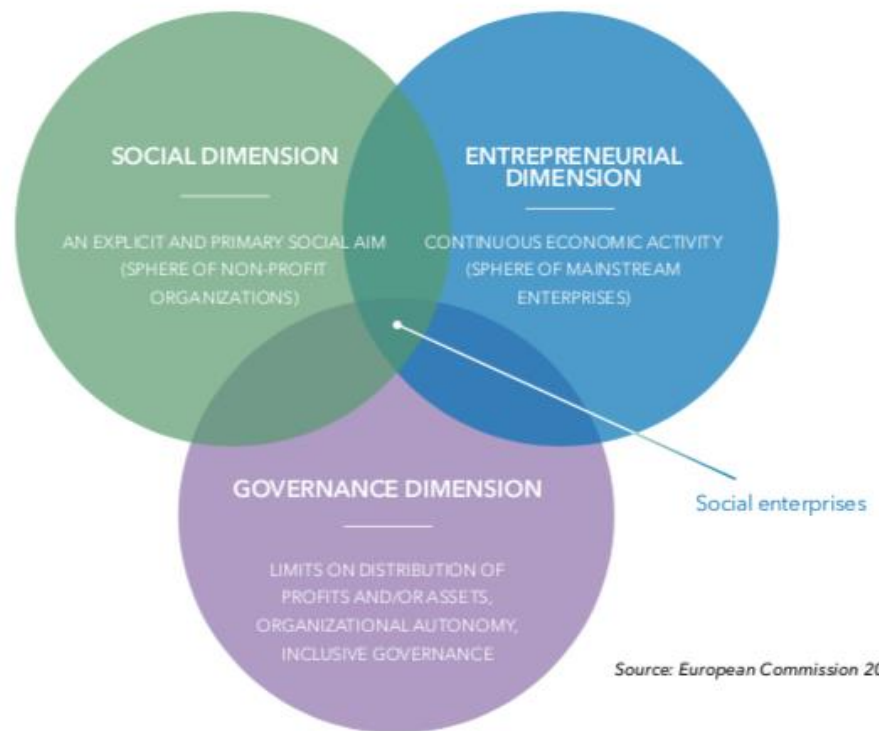 SOCIAL DIMENSION
AN EXPLICIT AND PRIMARY SOCIAL AIM
(SPHERE OF NON-PROFIT
ORGANIZATIONS)
ENTREPRENEURIAL
DIMENSION
CONTINUOUS ECONOMIC ACTIVITY
(SPHERE OF MAINSTREAM
ENTERPRISES)
GOVERNANCE DIMENSION
LIMITS ON DISTRIBUTION OF
PROFITS AND/OR ASSETS,
ORGANIZATIONAL AUTONOMY,
INCLUSIVE GOVERNANCE
Social enterprises
Source: European Commission 20